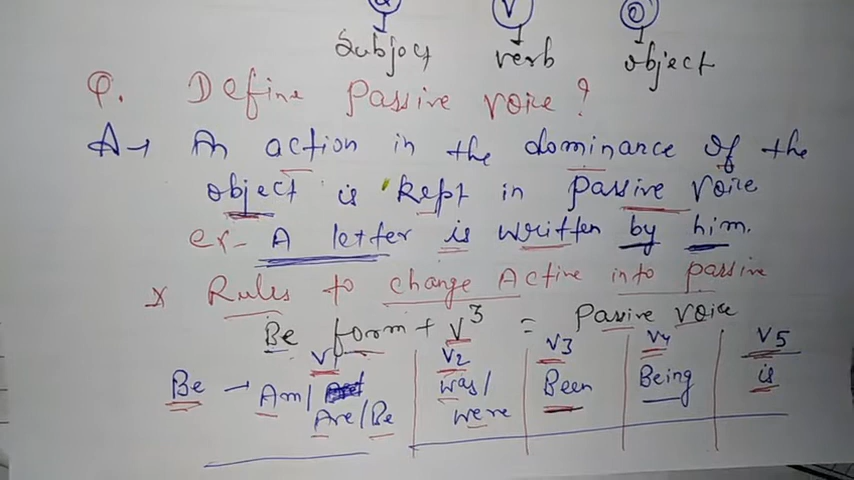 V O
Subject verb object
Q. Define Passive voice?
A→ An action in the dominance of the
object is kept in passive voice
ex- A letter is written by him.
x Rules to change Active into passive
Be form + V3 = Passive voice
V V2 V3 V4 V5
Be → Am/ was/ Been Being is
Are/Be were